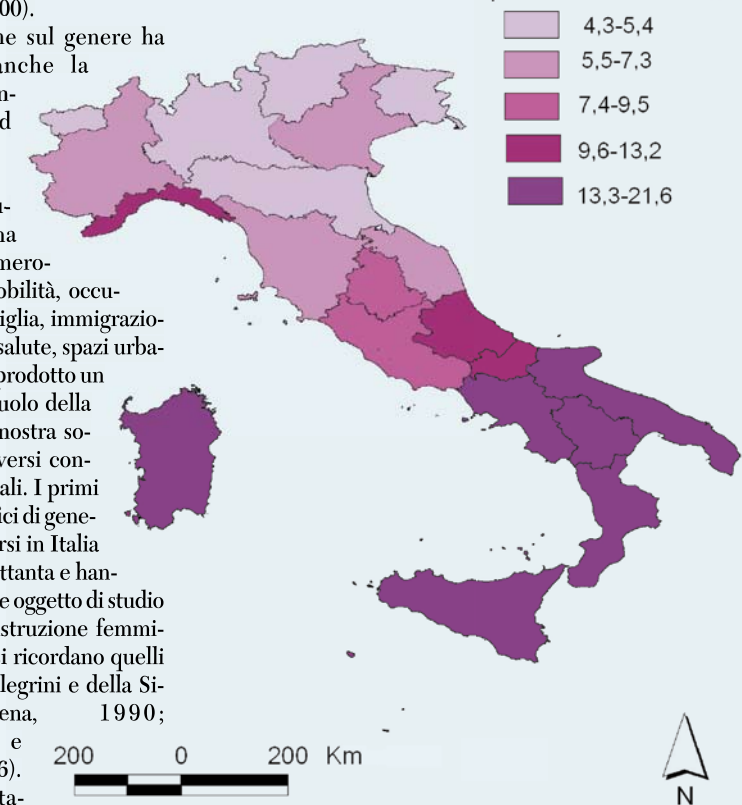 00).
ne sul genere ha
anche la
n-
d
u-
na
mero-
obilità, occu-
iglia, immigrazio-
salute, spazi urba-
prodotto un
uolo della
mostra so-
versi con-
ali. I primi
ici di gene-
rsi in Italia
ttanta e han-
e oggetto di studio
struzione femmi-
i ricordano quelli
legrini e della Si-
ena, 1990;
e
6).
ta-
4,3-5,4
5,5-7,3
7,4-9,5
9,6-13,2
13,3-21,6
200 0 200 Km
N